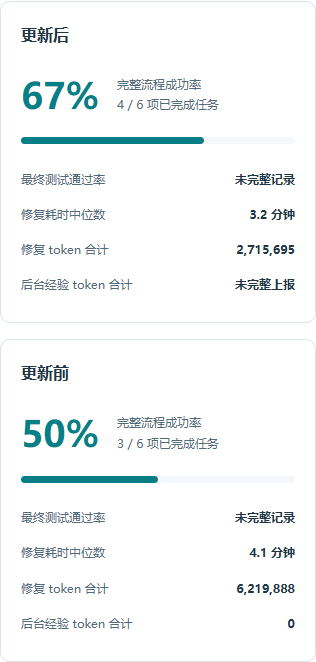 更新后
67%
完整流程成功率
4 / 6 项已完成任务
最终测试通过率 未完整记录
修复耗时中位数 3.2 分钟
修复 token 合计 2,715,695
后台经验 token 合计 未完整上报
更新前
50%
完整流程成功率
3 / 6 项已完成任务
最终测试通过率 未完整记录
修复耗时中位数 4.1 分钟
修复 token 合计 6,219,888
后台经验 token 合计 0